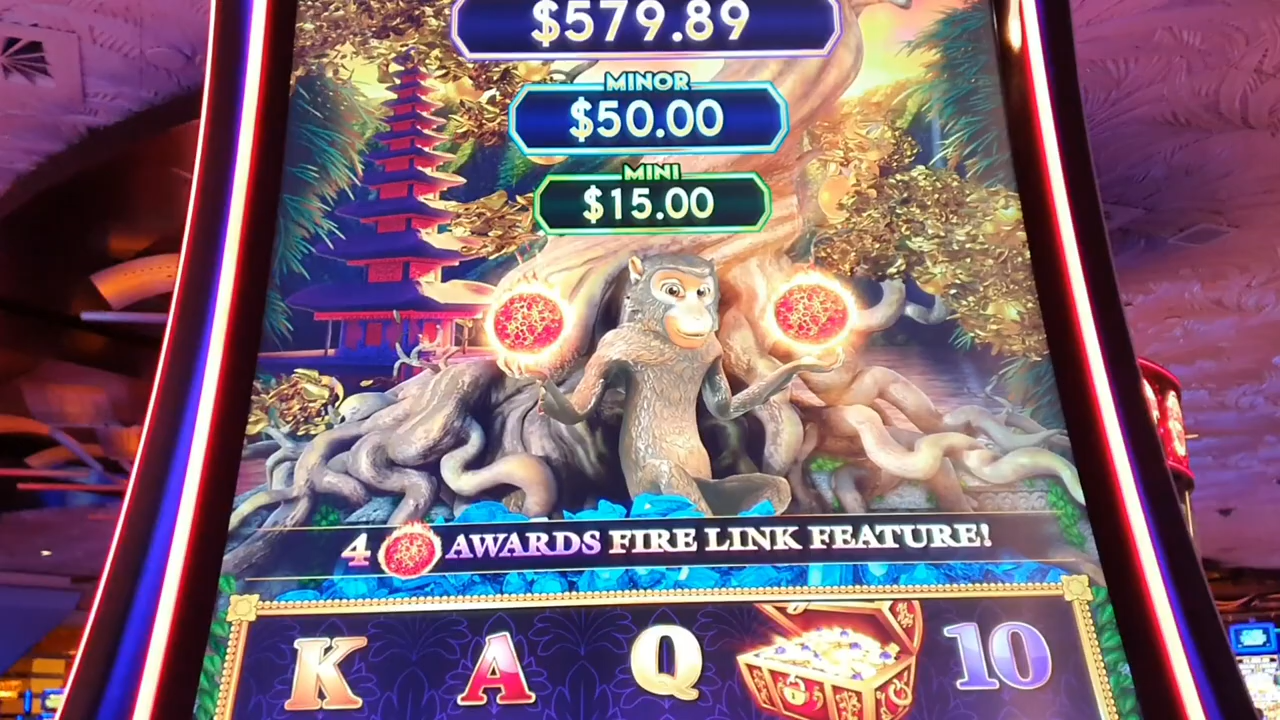 $579.89
MINOR
$50.00
MINI
$15.00
4 AWARDS FIRE LINK FEATURE!
K A Q 10